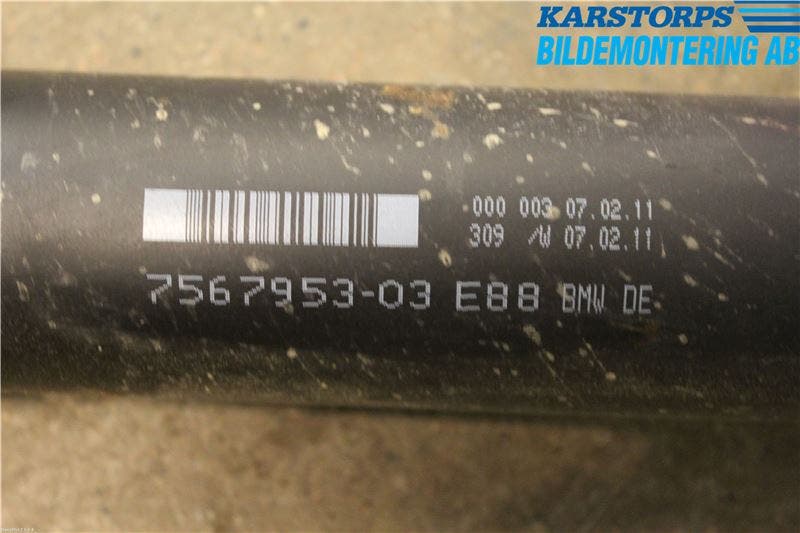 KARSTORPS
BILDEMONTERING AB
000 003 07.02.11
309 /W 07.02.11
7567953-03 E88 BMW DE